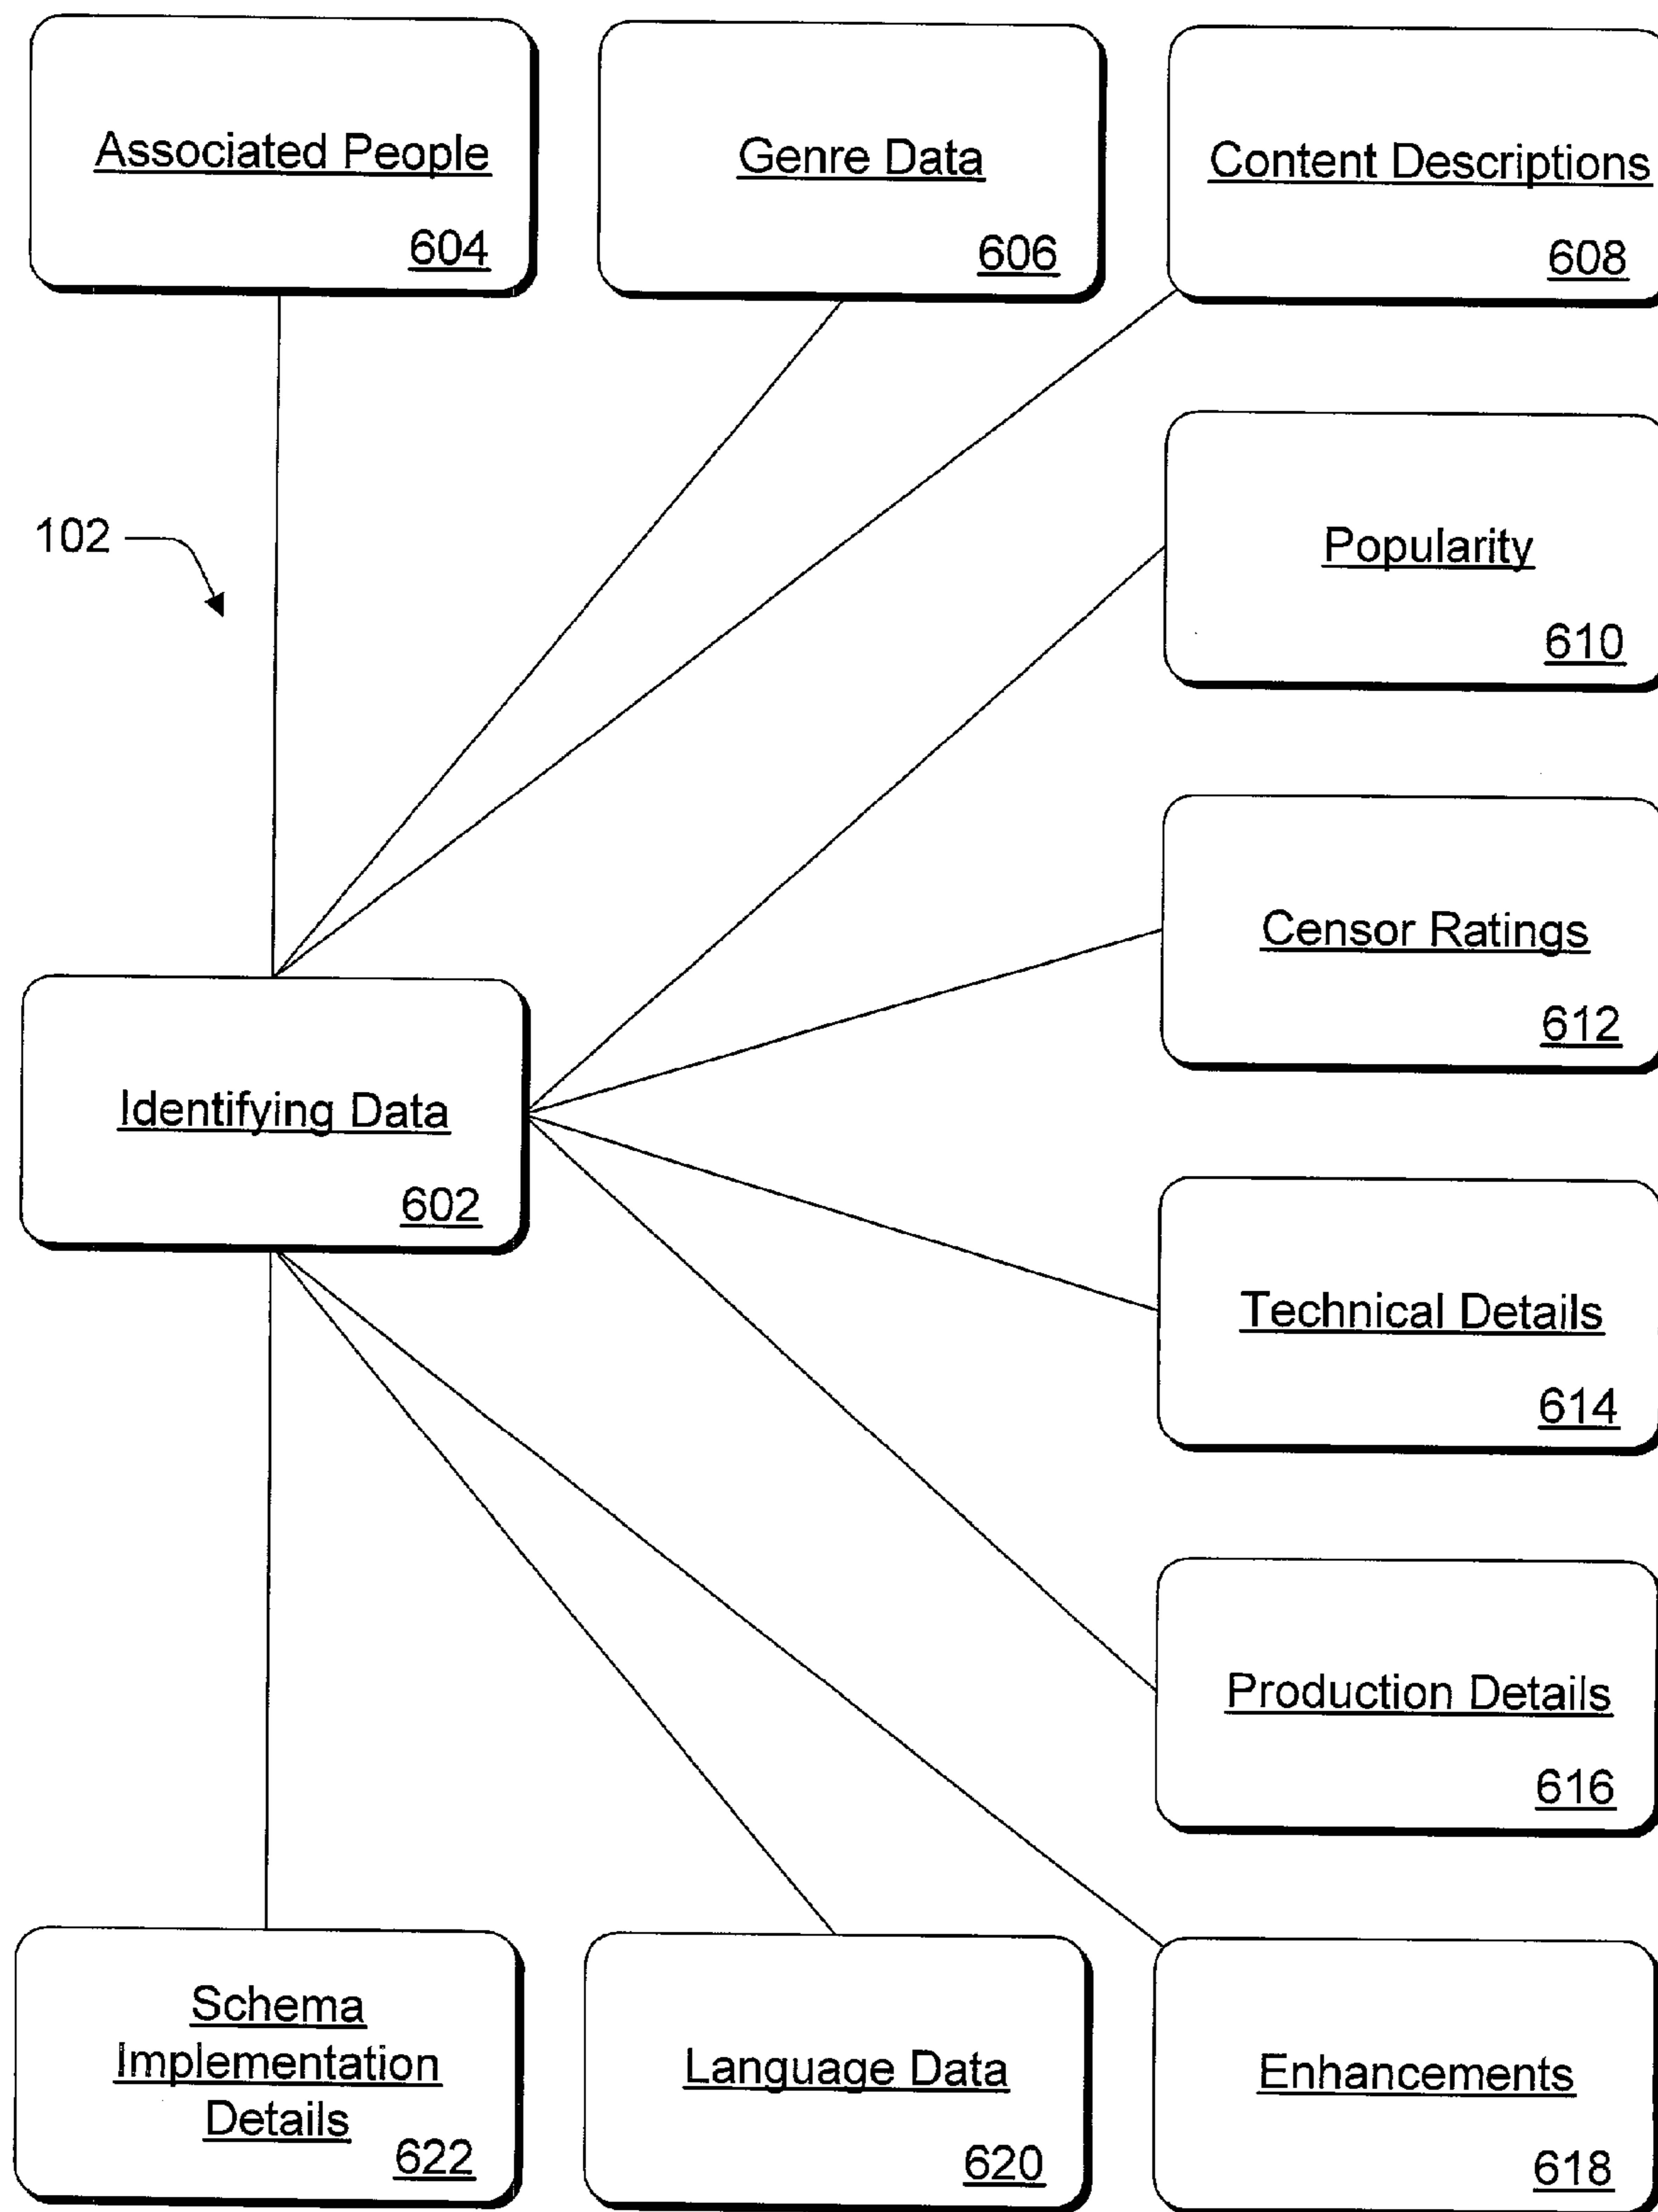 Associated People
604
Genre Data
606
Content Descriptions
608
102
Popularity
610
Censor Ratings
612
Identifying Data
602
Technical Details
614
Production Details
616
Schema
Implementation
Details
622
Language Data
620
Enhancements
618